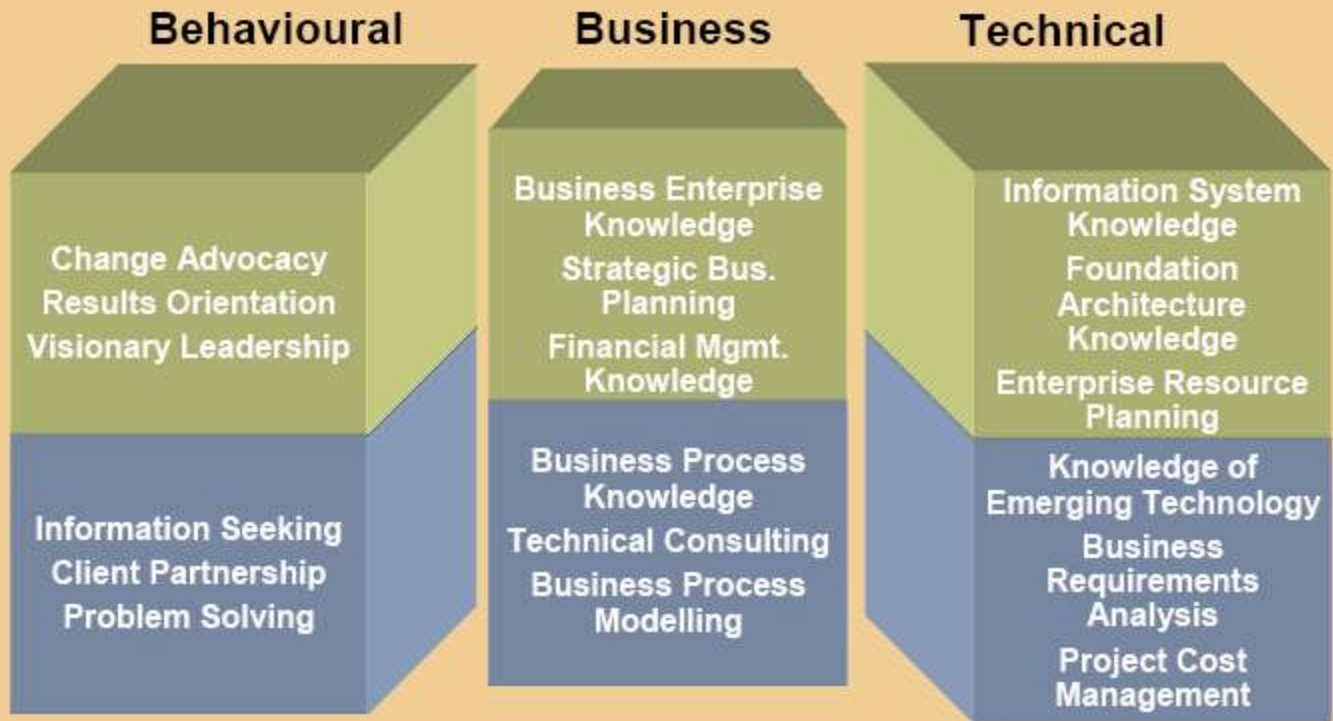 Behavioural
Change Advocacy
Results Orientation
Visionary Leadership
Information Seeking
Client Partnership
Problem Solving
Business
Business Enterprise
Knowledge
Strategic Bus.
Planning
Financial Mgmt.
Knowledge
Business Process
Knowledge
Technical Consulting
Business Process
Modelling
Technical
Information System
Knowledge
Foundation
Architecture
Knowledge
Enterprise Resource
Planning
Knowledge of
Emerging Technology
Business
Requirements
Analysis
Project Cost
Management